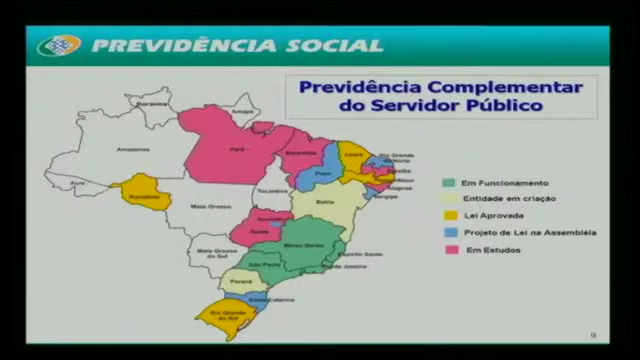 PREVIDÊNCIA SOCIAL
Previdência Complementar
do Servidor Público
Roraima
Amapá
Amazonas
Pará
Maranhão
Ceará
Rio Grande
do Norte
Paraíba
Piauí
Alagoas
Sergipe
Acre
Rondônia
Tocantins
Mato Grosso
Bahia
Goiás
Minas Gerais
Mato Grosso
do Sul
Espírito Santo
São Paulo
Rio de Janeiro
Paraná
Santa Catarina
Rio Grande
do Sul
Em Funcionamento
Entidade em criação
Lei Aprovada
Projeto de Lei na Assembléia
Em Estudos
9